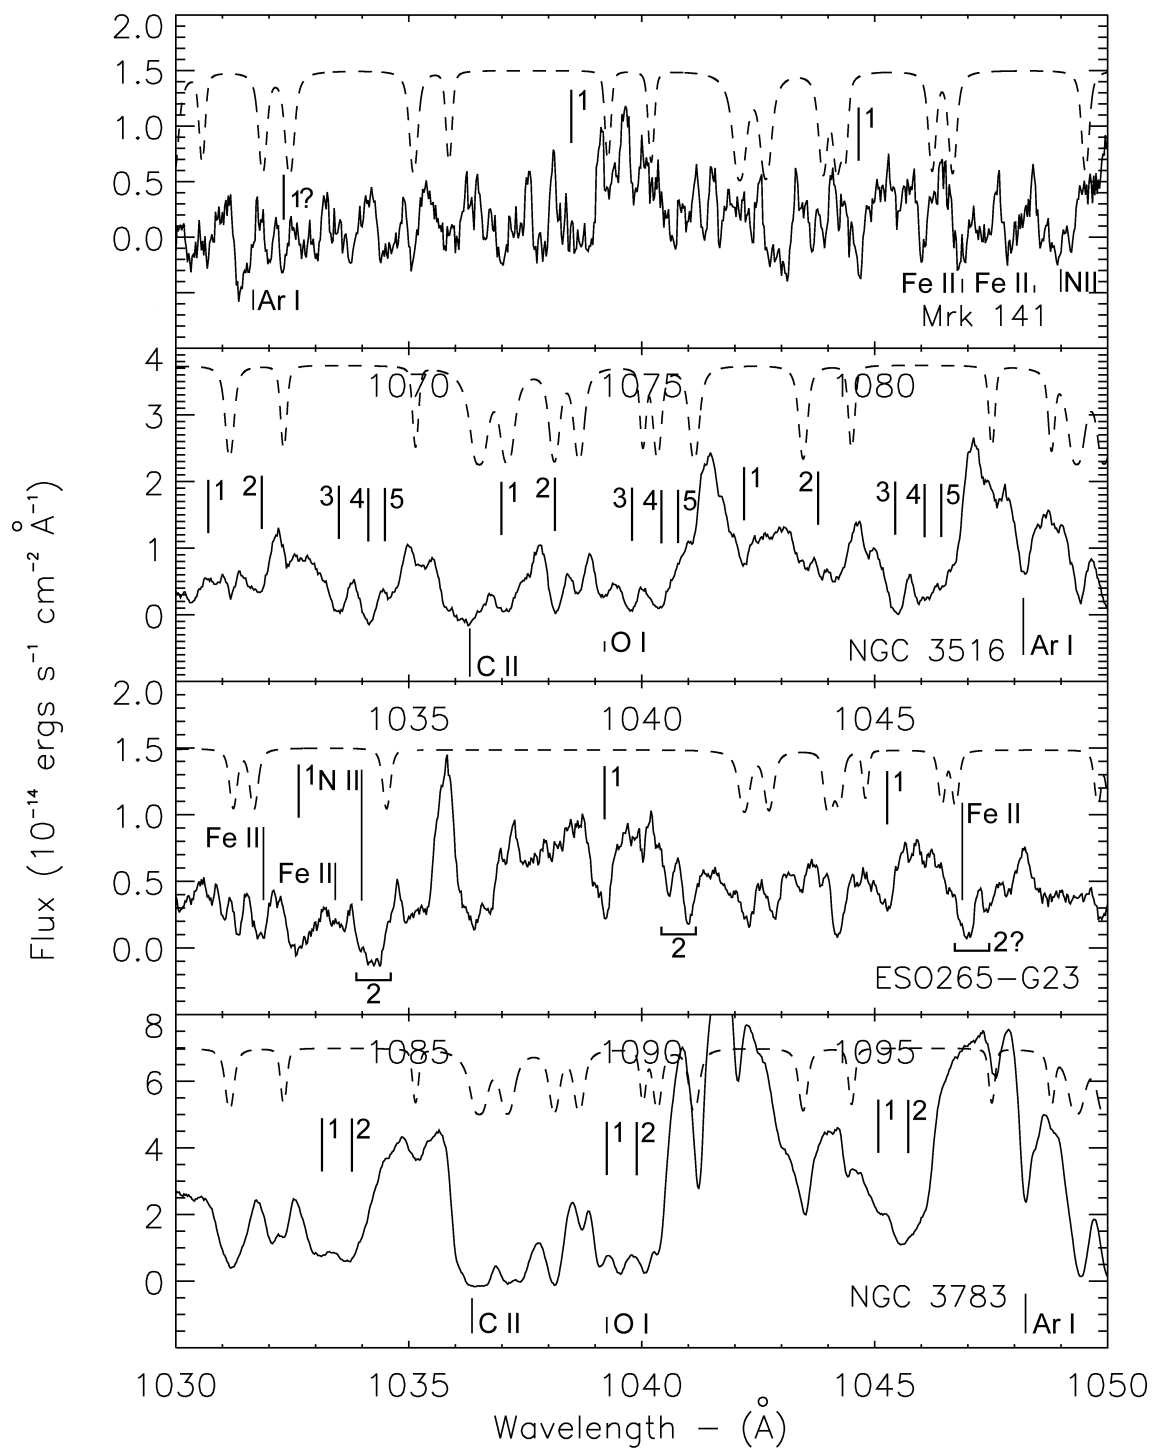 Flux (10⁻¹⁴ ergs s⁻¹ cm⁻² Å⁻¹)
2.0
1.5
1.0
0.5
0.0
1
1
1?
Ar I
Fe II Fe II NII
Mrk 141
1070 1075 1080
4
3
2
1
0
1 2 3 4 5 1 2 3 4 5 1 2 3 4 5
C II
O I
NGC 3516
Ar I
1035 1040 1045
2.0
1.5
1.0
0.5
0.0
1 N II 1 1
Fe II
Fe II
Fe II
2
2
2?
ESO265−G23
1085 1090 1095
8
6
4
2
0
1 2 1 2 1 2
C II
O I
NGC 3783
Ar I
1030 1035 1040 1045 1050
Wavelength − (Å)